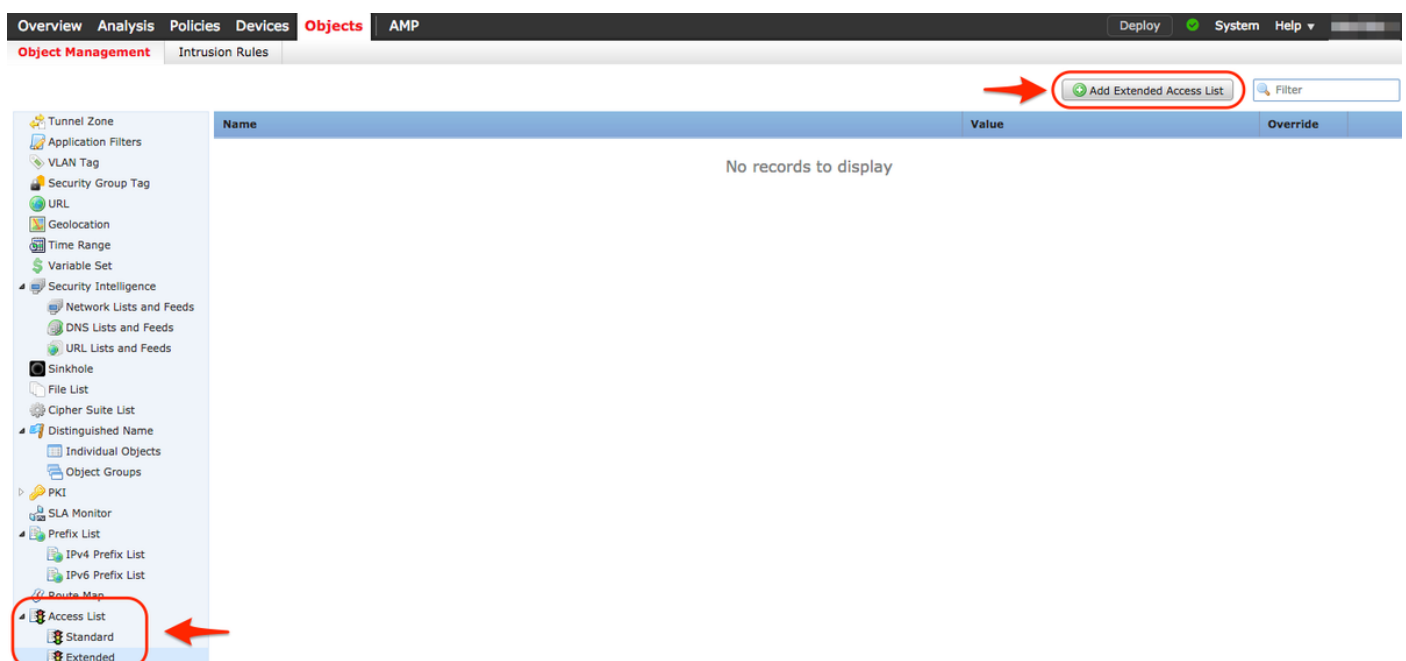 Overview Analysis Policies Devices Objects AMP Deploy System Help
Object Management Intrusion Rules
Add Extended Access List Filter
Name Value Override
No records to display
Tunnel Zone
Application Filters
VLAN Tag
Security Group Tag
URL
Geolocation
Time Range
Variable Set
Security Intelligence
Network Lists and Feeds
DNS Lists and Feeds
URL Lists and Feeds
Sinkhole
File List
Cipher Suite List
Distinguished Name
Individual Objects
Object Groups
PKI
SLA Monitor
Prefix List
IPv4 Prefix List
IPv6 Prefix List
Route Map
Access List
Standard
Extended